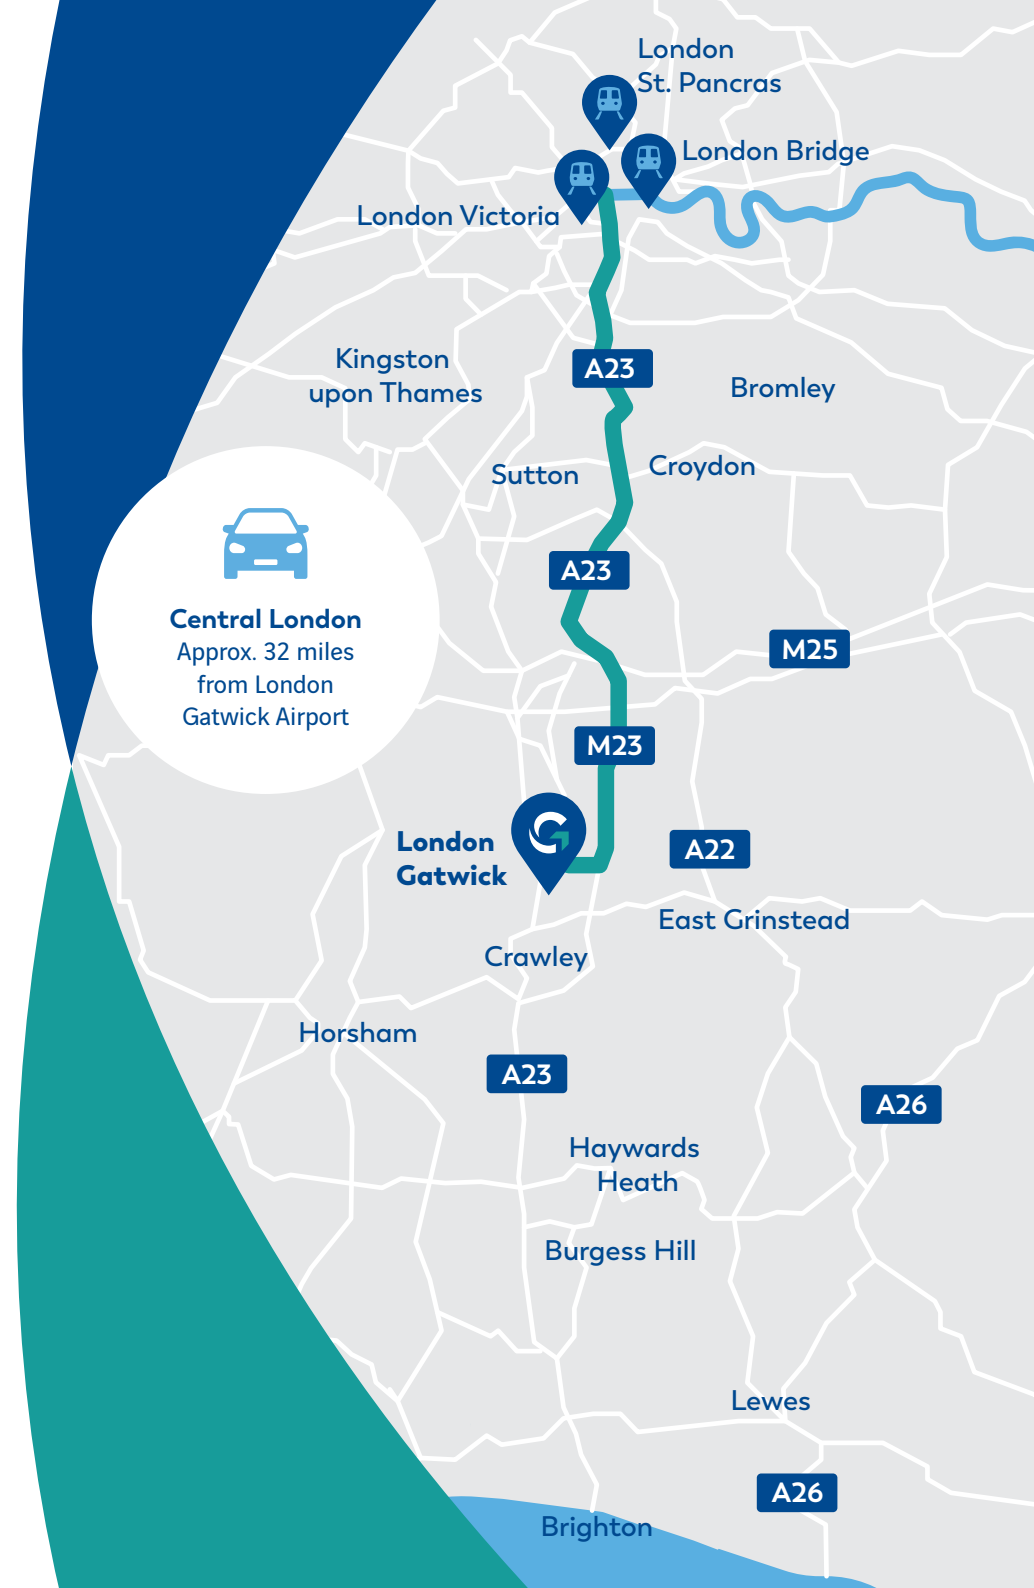 London
St. Pancras
London Bridge
London Victoria
Kingston
upon Thames
A23
Bromley
Sutton
Croydon
A23
Central London
Approx. 32 miles
from London
Gatwick Airport
M25
M23
London
Gatwick
A22
East Grinstead
Crawley
Horsham
A23
A26
Haywards
Heath
Burgess Hill
Lewes
A26
Brighton